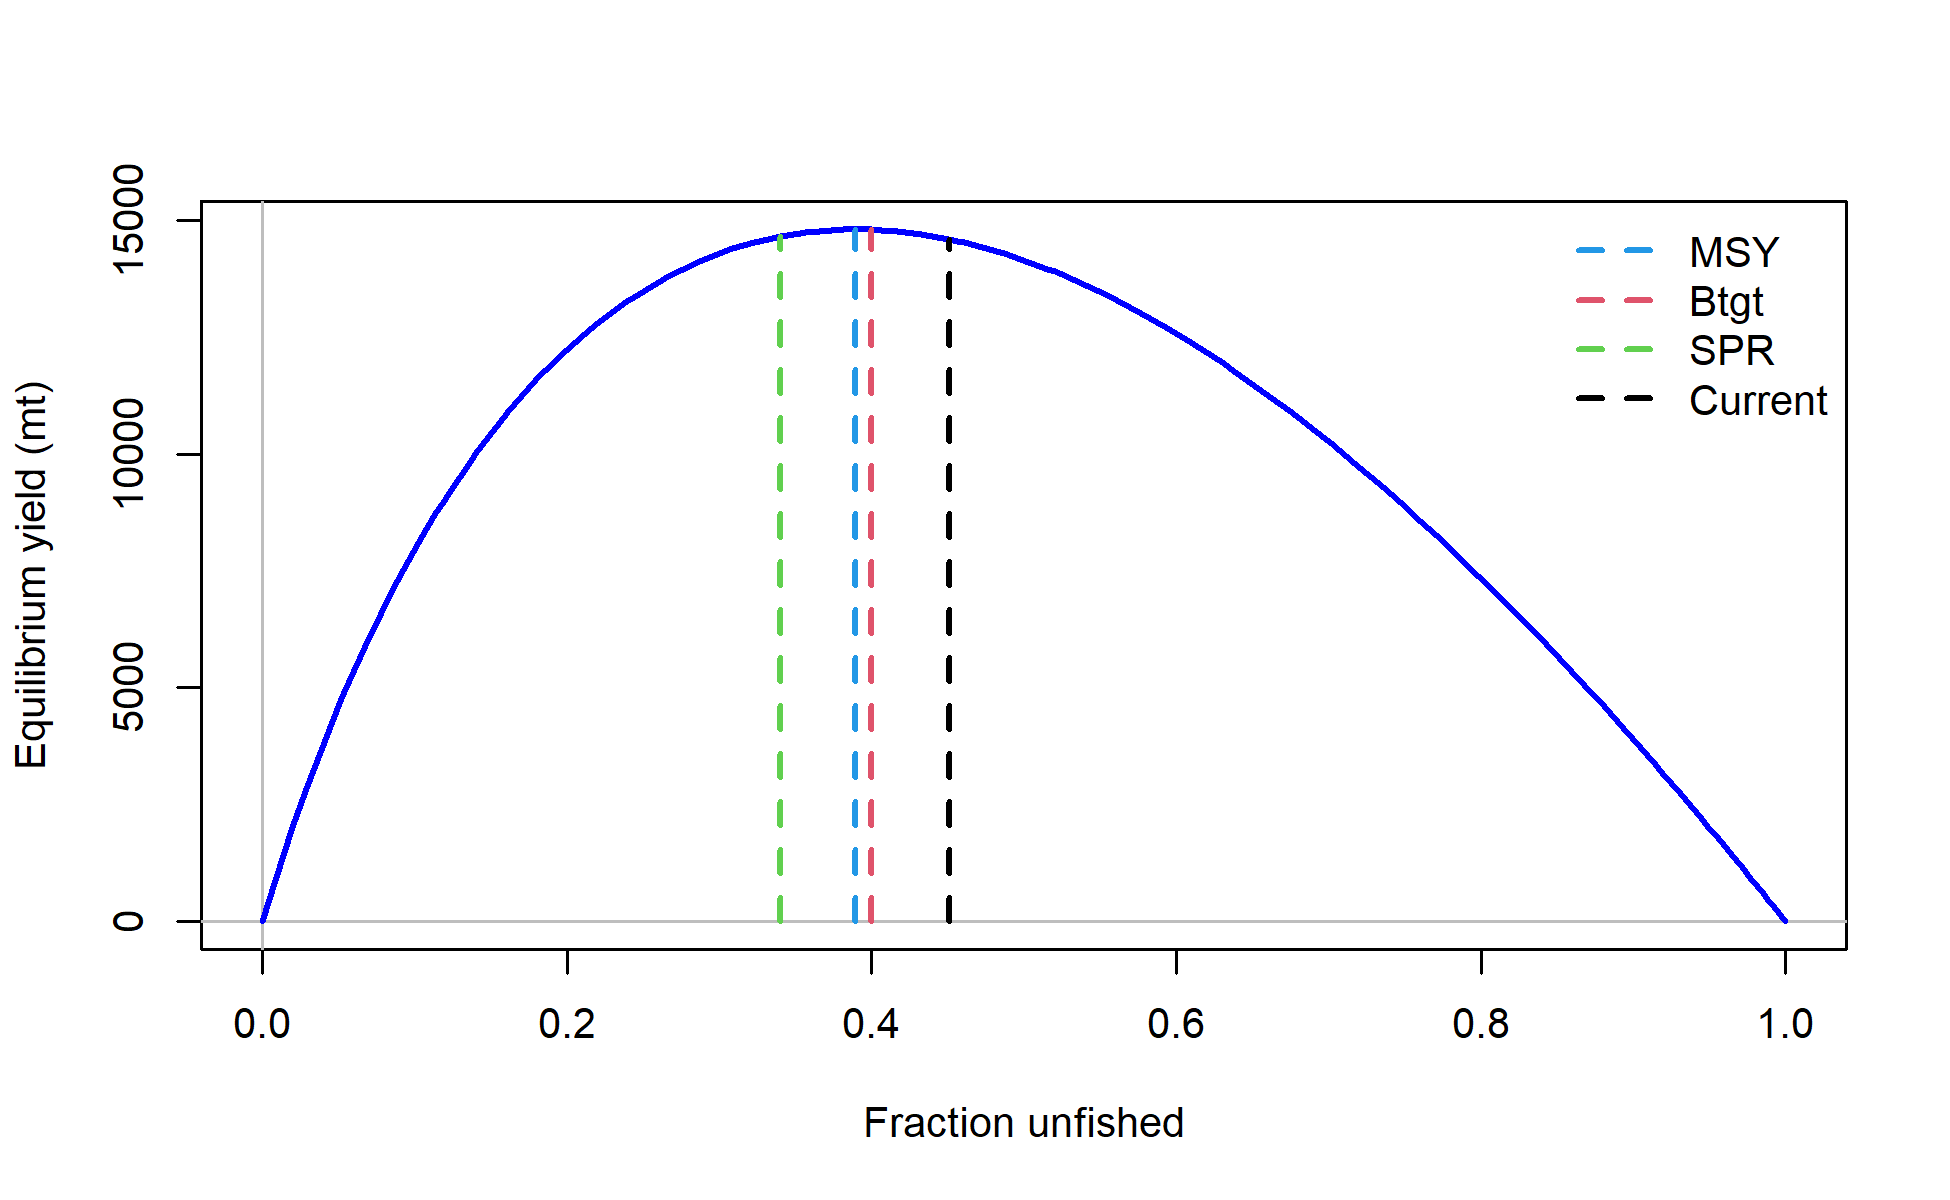 Equilibrium yield (mt)
15000
10000
5000
0
MSY
Btgt
SPR
Current
0.0 0.2 0.4 0.6 0.8 1.0
Fraction unfished